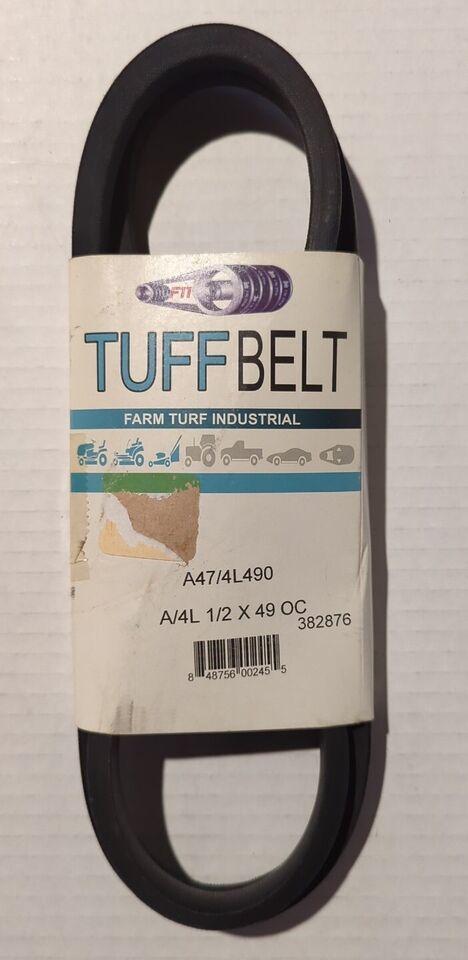 FTI
TUFFBELT
FARM TURF INDUSTRIAL
A47/4L490
A/4L 1/2 X 49 OC
382876
8 48756 00245 5